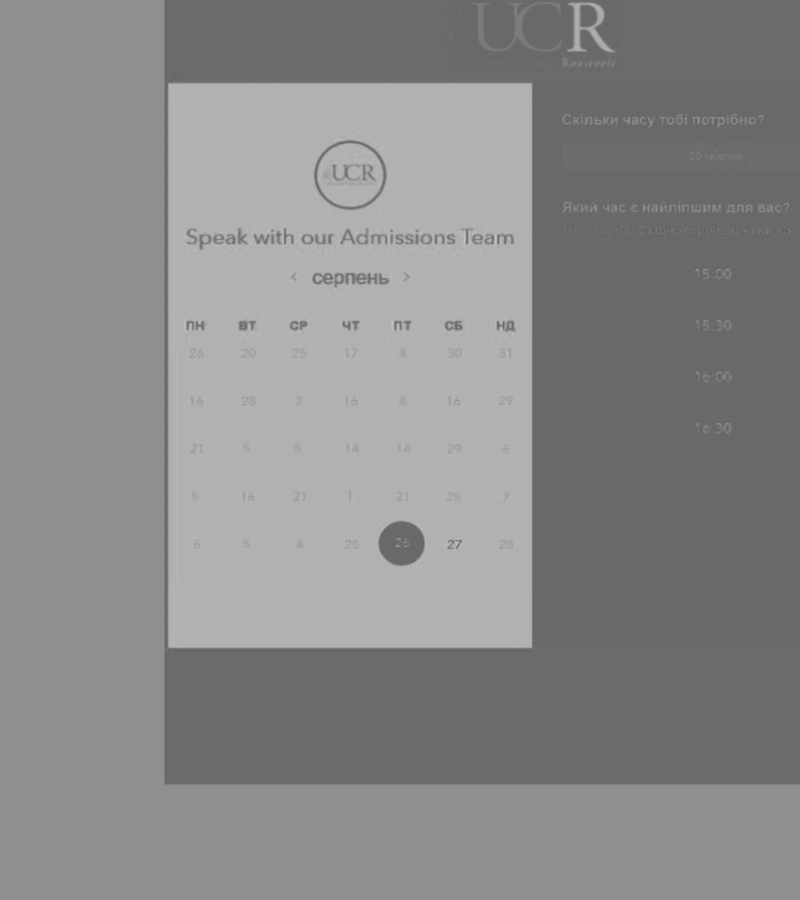 UCR
Roosevelt
UCR
Speak with our Admissions Team
< серпень >
ПН ВТ СР ЧТ ПТ СБ НД
26 20 25 17 4 30 31
16 28 2 16 4 16 29
21 5 5 14 14 29 6
5 16 21 1 21 25 7
6 5 4 28 26 27 28
Скільки часу тобі потрібно?
30 хвилин
Який час є найліпшим для вас?
15:00
15:30
16:00
16:30